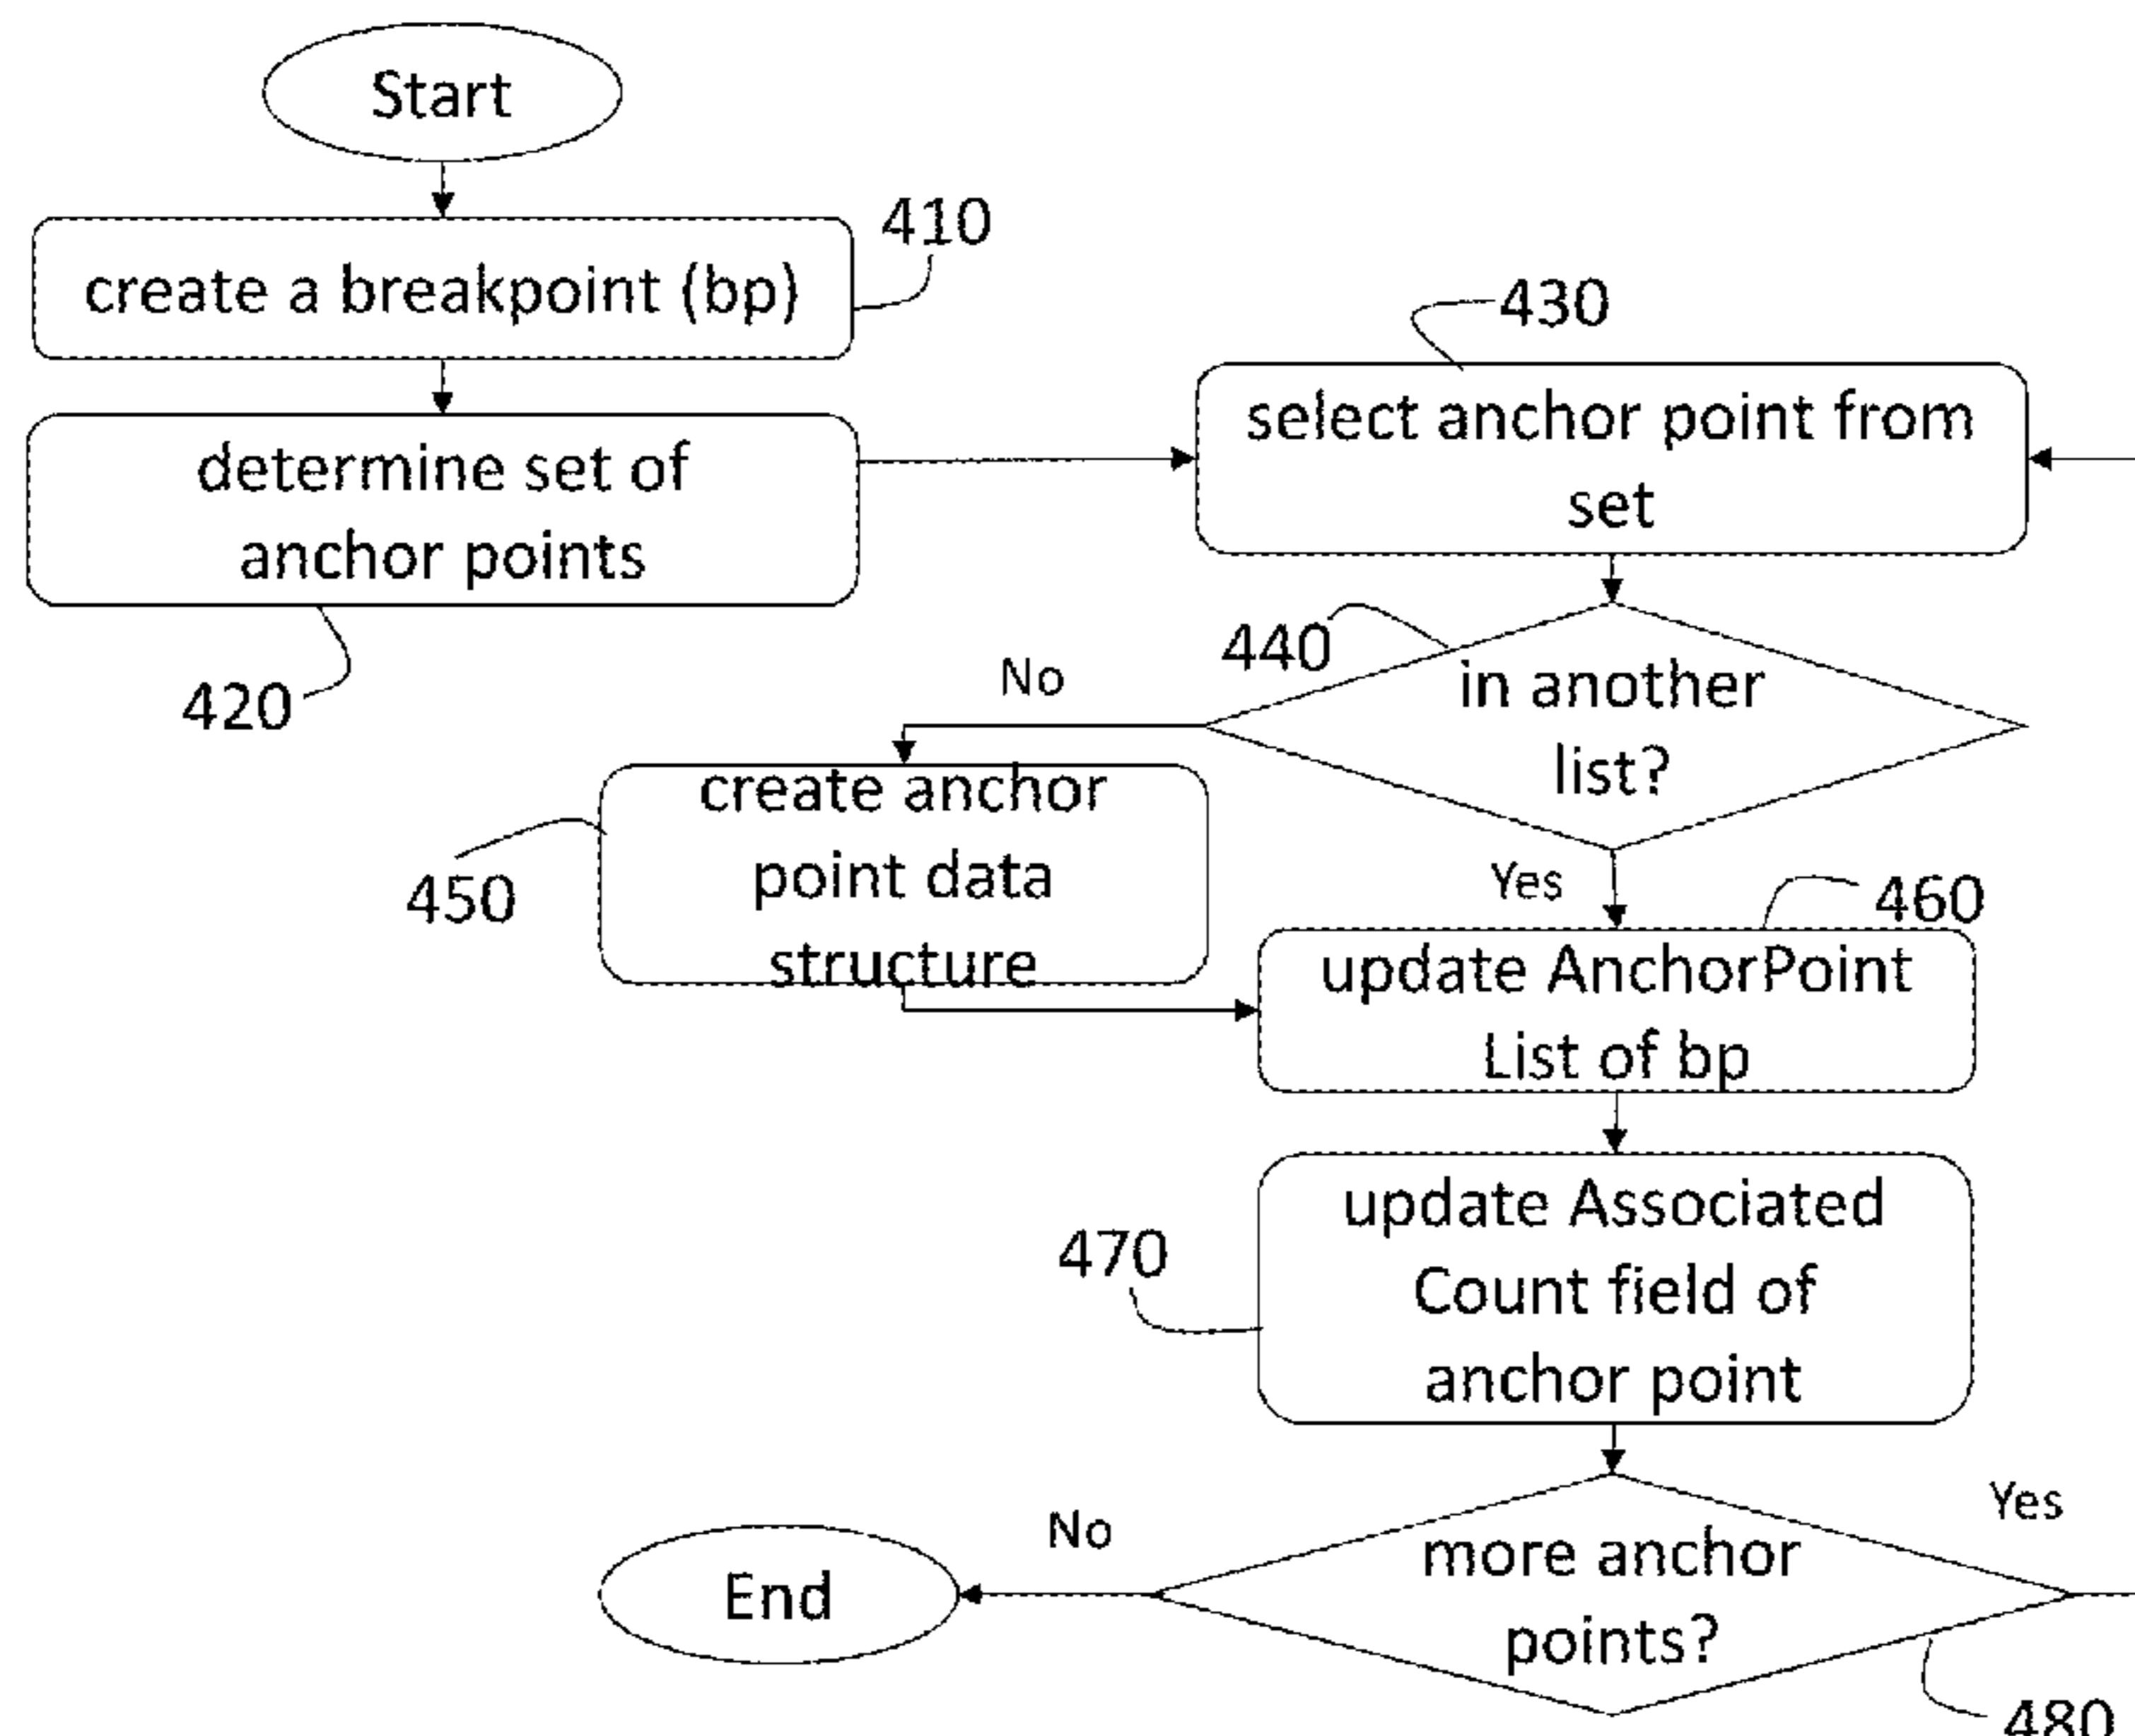 Start
410
create a breakpoint (bp)
430
select anchor point from
set
determine set of
anchor points
420
440
No
in another
list?
create anchor
point data
structure
450
Yes
460
update AnchorPoint
List of bp
update Associated
Count field of
anchor point
470
No
Yes
End
more anchor
points?
480